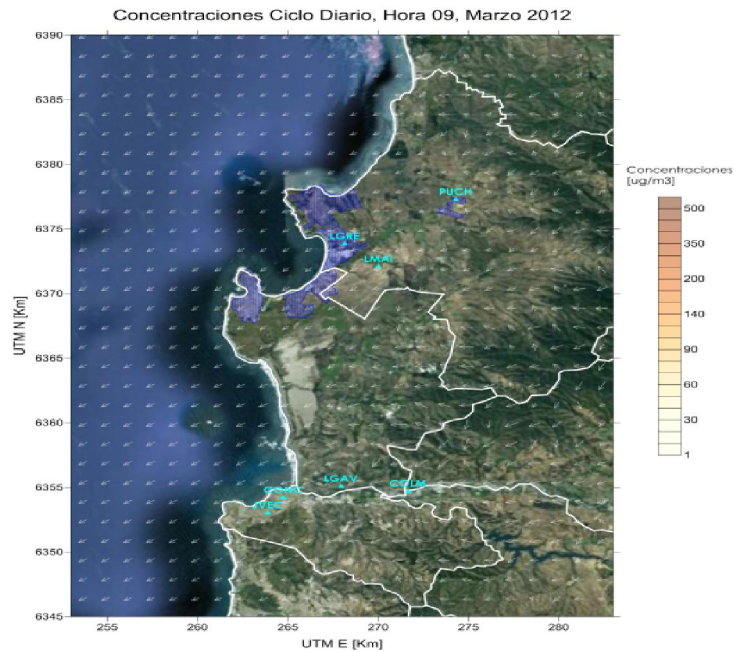 Concentraciones Ciclo Diario, Hora 09, Marzo 2012
6390
6385
6380
6375
6370
6365
6360
6355
6350
6345
UTM N [Km]
PUCH
LGRE
LMAI
LGAV
COLM
JVEC
255
260
265
270
275
280
UTM E [Km]
Concentraciones
[ug/m3]
500
350
200
140
90
60
30
1